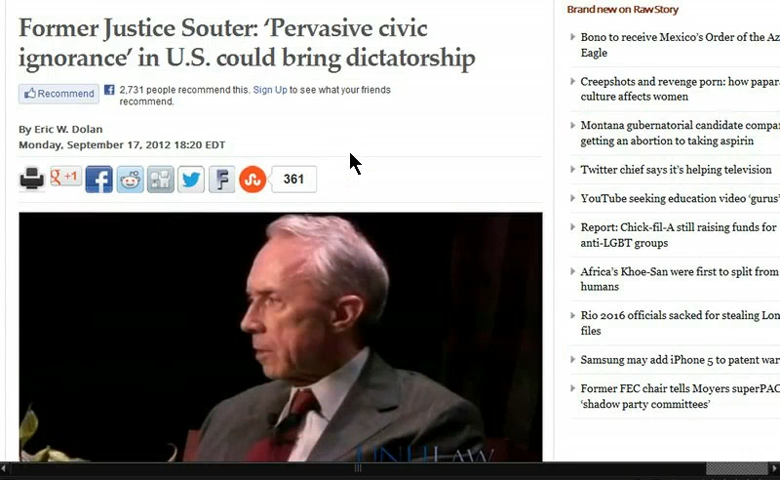 Former Justice Souter: ‘Pervasive civic
ignorance’ in U.S. could bring dictatorship
Recommend
2,731 people recommend this. Sign Up to see what your friends
recommend.
By Eric W. Dolan
Monday, September 17, 2012 18:20 EDT
+1
361
UNH LAW
Brand new on Raw Story
Bono to receive Mexico’s Order of the Az
Eagle
Creepshots and revenge porn: how papar
culture affects women
Montana gubernatorial candidate compa
getting an abortion to taking aspirin
Twitter chief says it’s helping television
YouTube seeking education video ‘gurus’
Report: Chick-fil-A still raising funds for
anti-LGBT groups
Africa’s Khoe-San were first to split from
humans
Rio 2016 officials sacked for stealing Lon
files
Samsung may add iPhone 5 to patent war
Former FEC chair tells Moyers superPAC
‘shadow party committees’